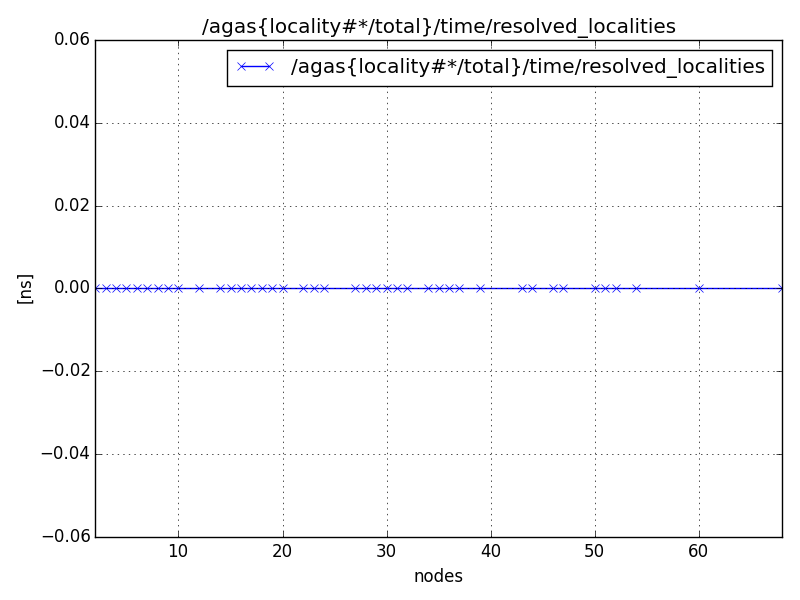 /agas{locality#*/total}/time/resolved_localities
/agas{locality#*/total}/time/resolved_localities
0.06
0.04
0.02
0.00
−0.02
−0.04
−0.06
[ns]
10 20 30 40 50 60
nodes